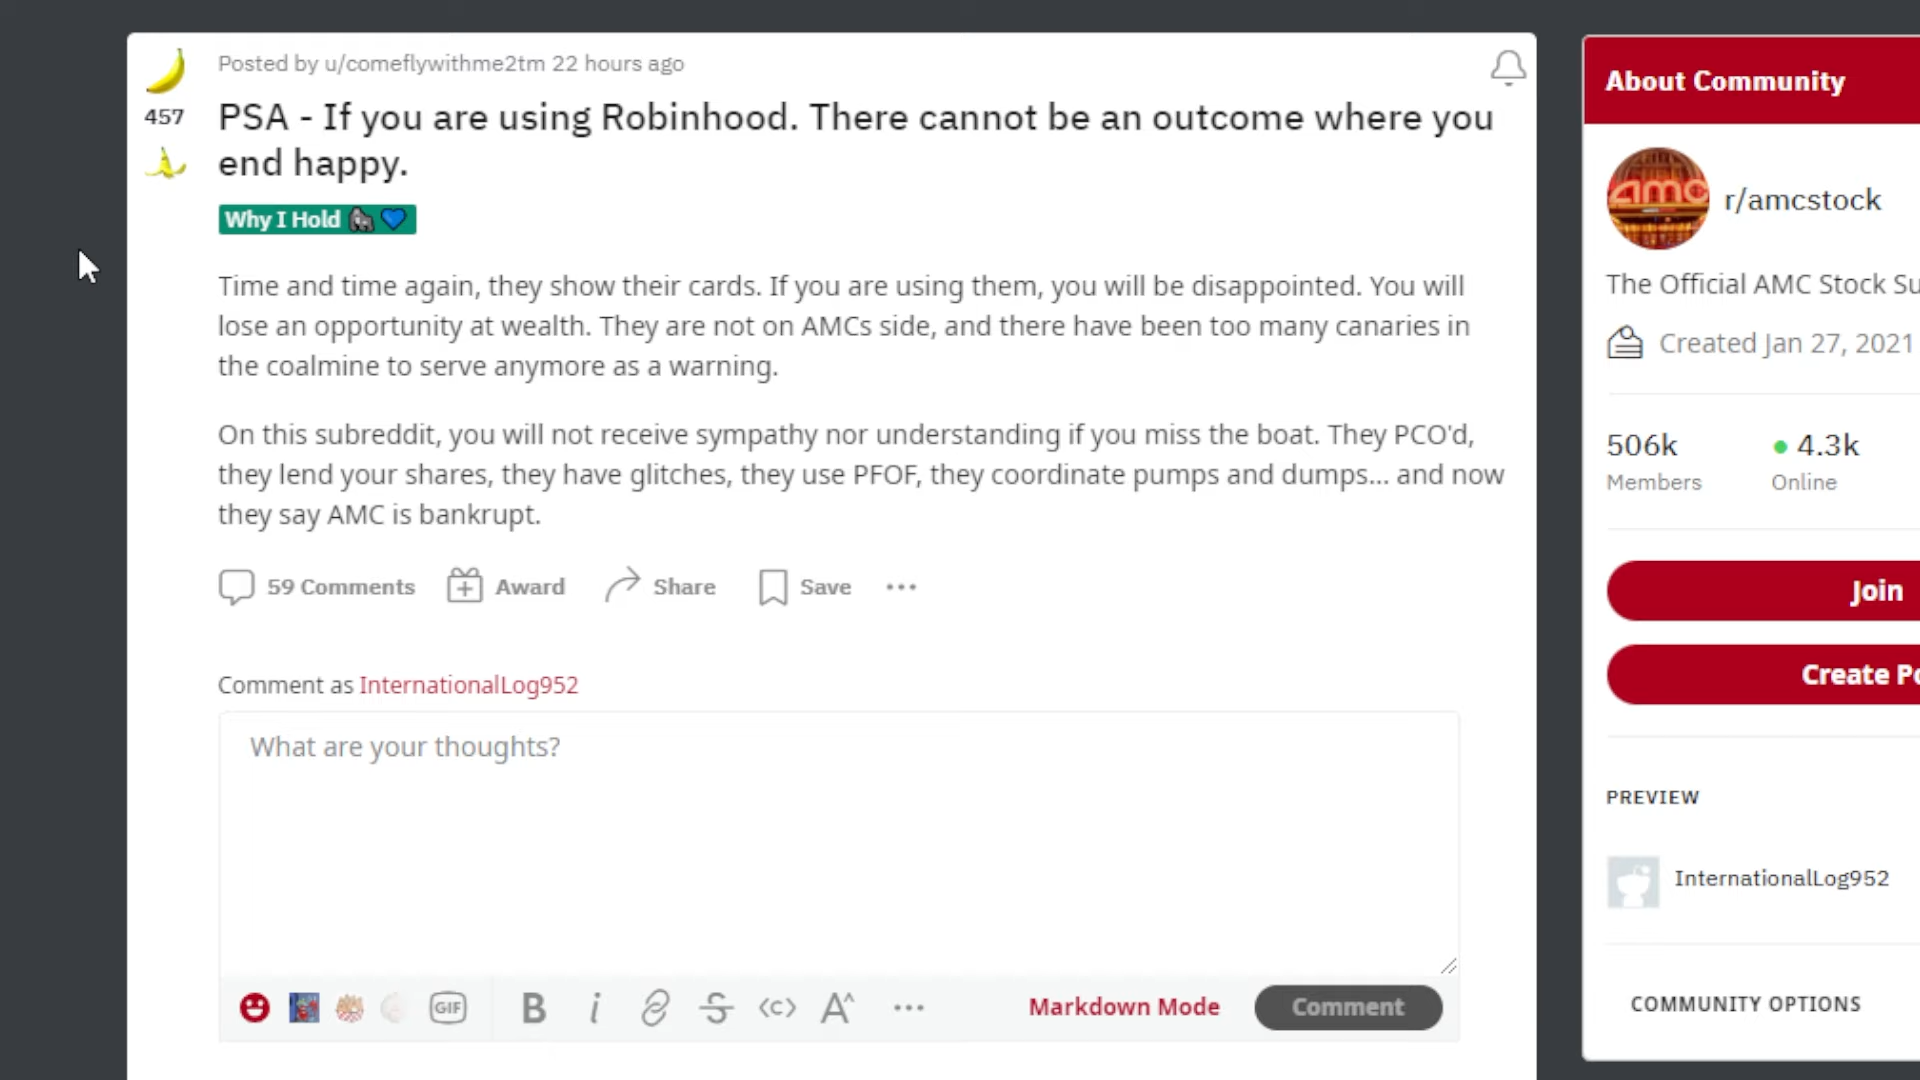 Posted by u/comeflywithme2tm 22 hours ago
457
PSA - If you are using Robinhood. There cannot be an outcome where you
end happy.
Why I Hold 🦍 💙
Time and time again, they show their cards. If you are using them, you will be disappointed. You will
lose an opportunity at wealth. They are not on AMCs side, and there have been too many canaries in
the coalmine to serve anymore as a warning.
On this subreddit, you will not receive sympathy nor understanding if you miss the boat. They PCO'd,
they lend your shares, they have glitches, they use PFOF, they coordinate pumps and dumps... and now
they say AMC is bankrupt.
59 Comments Award Share Save ...
Comment as InternationalLog952
What are your thoughts?
GIF B i S <c> A^ ... Markdown Mode Comment
About Community
amc r/amcstock
The Official AMC Stock Su
Created Jan 27, 2021
506k 4.3k
Members Online
Join
Create Po
PREVIEW
InternationalLog952
COMMUNITY OPTIONS